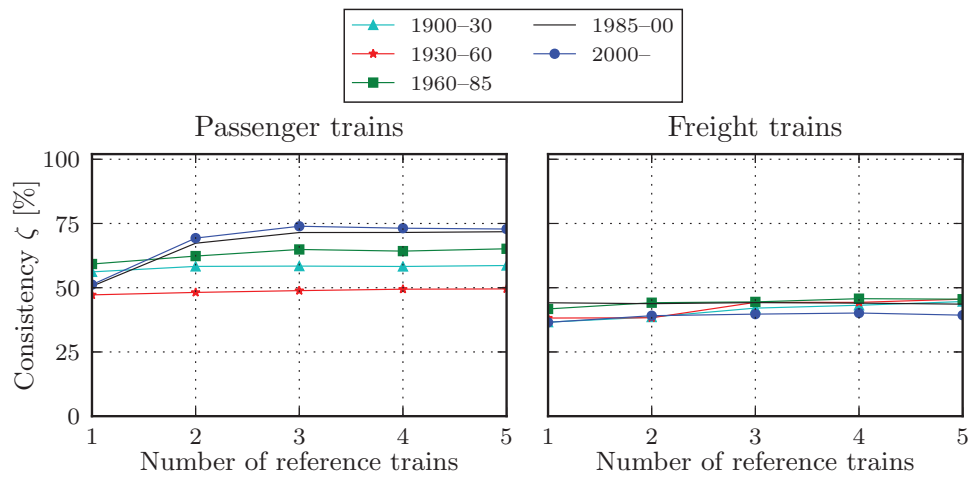 1900–30
1930–60
1960–85
1985–00
2000–
Passenger trains
Freight trains
Consistency ζ [%]
100
75
50
25
0
1 2 3 4 5
1 2 3 4 5
Number of reference trains
Number of reference trains